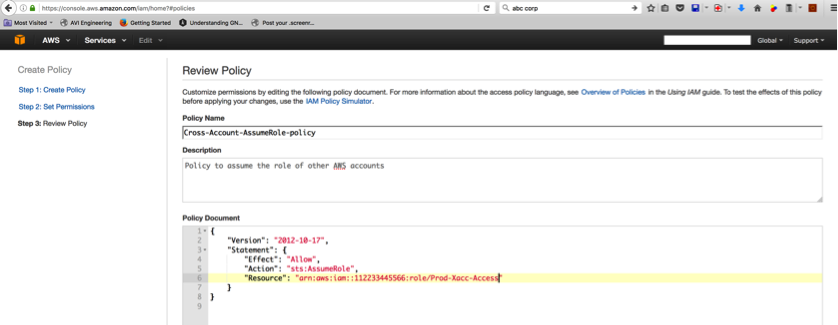 https://console.aws.amazon.com/iam/home?#policies
abc corp
Most Visited
AVI Engineering
Getting Started
Understanding GN...
Post your .screenr...
AWS
Services
Edit
Global
Support
Create Policy
Step 1: Create Policy
Step 2: Set Permissions
Step 3: Review Policy
Review Policy
Customize permissions by editing the following policy document. For more information about the access policy language, see Overview of Policies in the Using IAM guide. To test the effects of this policy
before applying your changes, use the IAM Policy Simulator.
Policy Name
Cross-Account-AssumeRole-policy
Description
Policy to assume the role of other AWS accounts
Policy Document
1 {
2 "Version": "2012-10-17",
3 "Statement": {
4 "Effect": "Allow",
5 "Action": "sts:AssumeRole",
6 "Resource": "arn:aws:iam::112233445566:role/Prod-Xacc-Access"
7 }
8 }
9